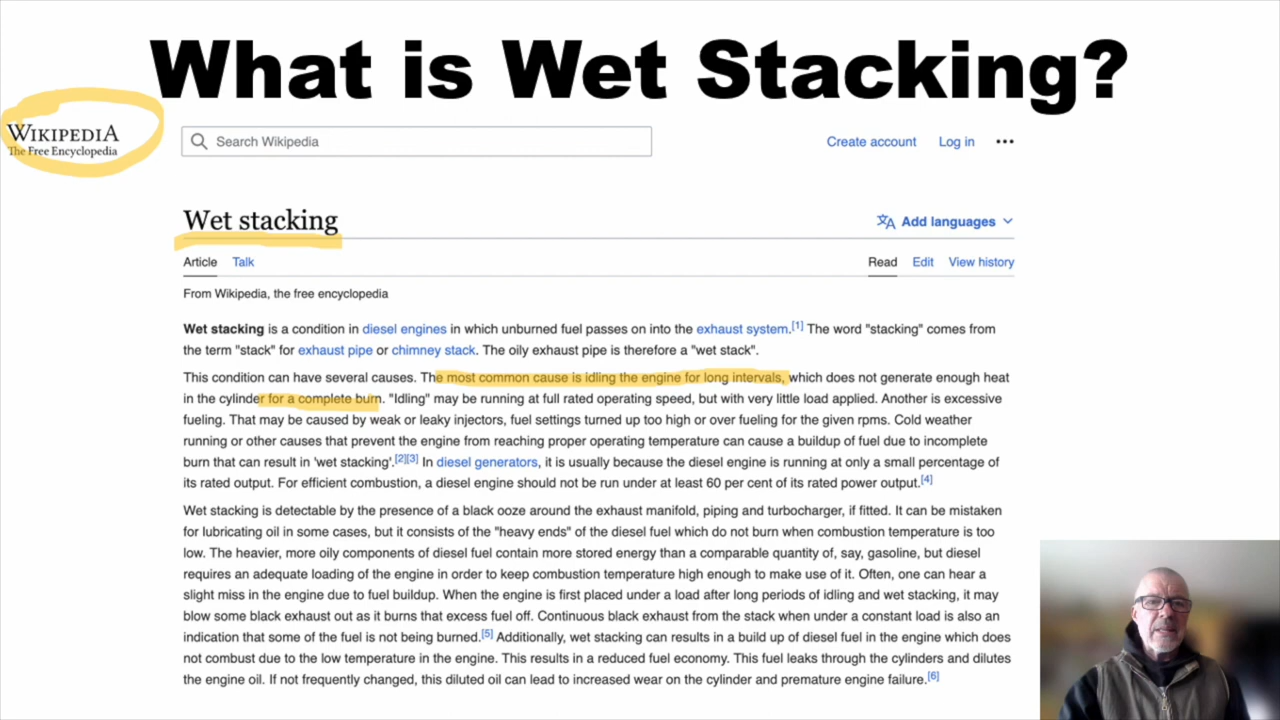 What is Wet Stacking?
WIKIPEDIA
The Free Encyclopedia
Search Wikipedia
Create account Log in •••
Wet stacking
Add languages
Article Talk
Read Edit View history
From Wikipedia, the free encyclopedia
Wet stacking is a condition in diesel engines in which unburned fuel passes on into the exhaust system.[1] The word "stacking" comes from
the term "stack" for exhaust pipe or chimney stack. The oily exhaust pipe is therefore a "wet stack".
This condition can have several causes. The most common cause is idling the engine for long intervals, which does not generate enough heat
in the cylinder for a complete burn. "Idling" may be running at full rated operating speed, but with very little load applied. Another is excessive
fueling. That may be caused by weak or leaky injectors, fuel settings turned up too high or over fueling for the given rpms. Cold weather
running or other causes that prevent the engine from reaching proper operating temperature can cause a buildup of fuel due to incomplete
burn that can result in 'wet stacking'.[2][3] In diesel generators, it is usually because the diesel engine is running at only a small percentage of
its rated output. For efficient combustion, a diesel engine should not be run under at least 60 per cent of its rated power output.[4]
Wet stacking is detectable by the presence of a black ooze around the exhaust manifold, piping and turbocharger, if fitted. It can be mistaken
for lubricating oil in some cases, but it consists of the "heavy ends" of the diesel fuel which do not burn when combustion temperature is too
low. The heavier, more oily components of diesel fuel contain more stored energy than a comparable quantity of, say, gasoline, but diesel
requires an adequate loading of the engine in order to keep combustion temperature high enough to make use of it. Often, one can hear a
slight miss in the engine due to fuel buildup. When the engine is first placed under a load after long periods of idling and wet stacking, it may
blow some black exhaust out as it burns that excess fuel off. Continuous black exhaust from the stack when under a constant load is also an
indication that some of the fuel is not being burned.[5] Additionally, wet stacking can results in a build up of diesel fuel in the engine which does
not combust due to the low temperature in the engine. This results in a reduced fuel economy. This fuel leaks through the cylinders and dilutes
the engine oil. If not frequently changed, this diluted oil can lead to increased wear on the cylinder and premature engine failure.[6]